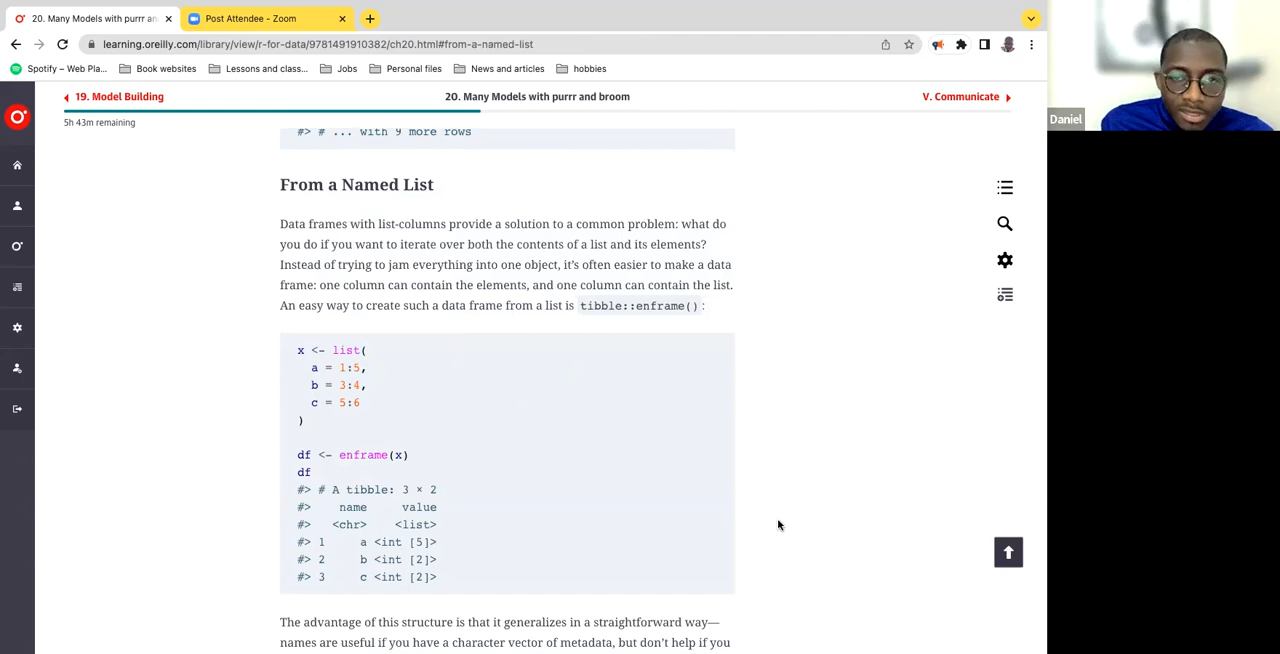 20. Many Models with purrr an
Post Attendee - Zoom
learning.oreilly.com/library/view/r-for-data/9781491910382/ch20.html#from-a-named-list
Spotify – Web Pla...
Book websites
Lessons and class...
Jobs
Personal files
News and articles
hobbies
19. Model Building
20. Many Models with purrr and broom
V. Communicate
5h 43m remaining
#> # ... with 9 more rows
From a Named List
Data frames with list-columns provide a solution to a common problem: what do
you do if you want to iterate over both the contents of a list and its elements?
Instead of trying to jam everything into one object, it’s often easier to make a data
frame: one column can contain the elements, and one column can contain the list.
An easy way to create such a data frame from a list is tibble::enframe() :
x <- list(
  a = 1:5,
  b = 3:4,
  c = 5:6
)
df <- enframe(x)
df
#> # A tibble: 3 × 2
#>    name     value
#>   <chr>    <list>
#> 1     a <int [5]>
#> 2     b <int [2]>
#> 3     c <int [2]>
The advantage of this structure is that it generalizes in a straightforward way—
names are useful if you have a character vector of metadata, but don’t help if you
Daniel